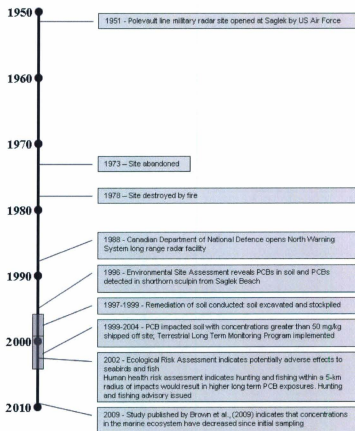 1950
1951 - Polevault line military radar site opened at Saglek by US Air Force
1960
1970
1973 – Site abandoned
1978 – Site destroyed by fire
1980
1988 - Canadian Department of National Defence opens North Warning
System long range radar facility
1990
1996 - Environmental Site Assessment reveals PCBs in soil and PCBs
detected in shorthorn sculpin from Saglek Beach
1997-1999 - Remediation of soil conducted: soil excavated and stockpiled
1999-2004 - PCB impacted soil with concentrations greater than 50 mg/kg
shipped off site; Terrestrial Long Term Monitoring Program implemented
2000
2002 - Ecological Risk Assessment indicates potentially adverse effects to
seabirds and fish
Human health risk assessment indicates hunting and fishing within a 5-km
radius of impacts would result in higher long term PCB exposures. Hunting
and fishing advisory issued
2010
2009 - Study published by Brown et al., (2009) indicates that concentrations
in the marine ecosystem have decreased since initial sampling